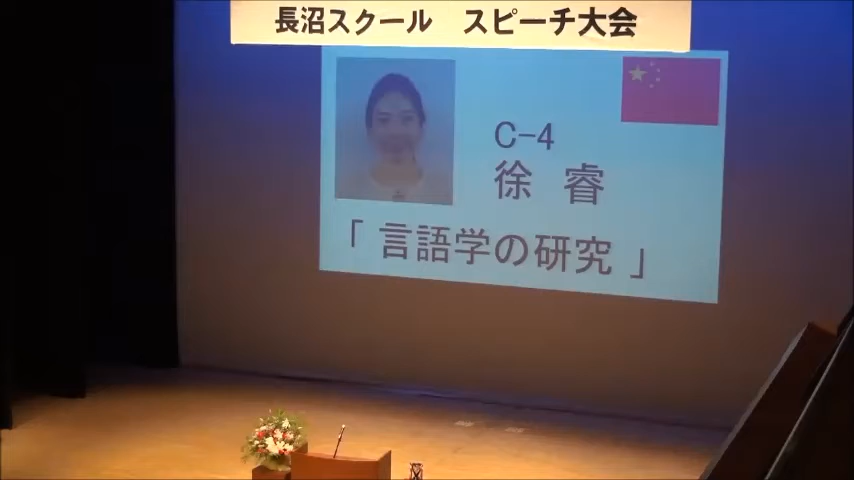 長沼スクール　スピーチ大会
C-4
徐　睿
「 言語学の研究 」